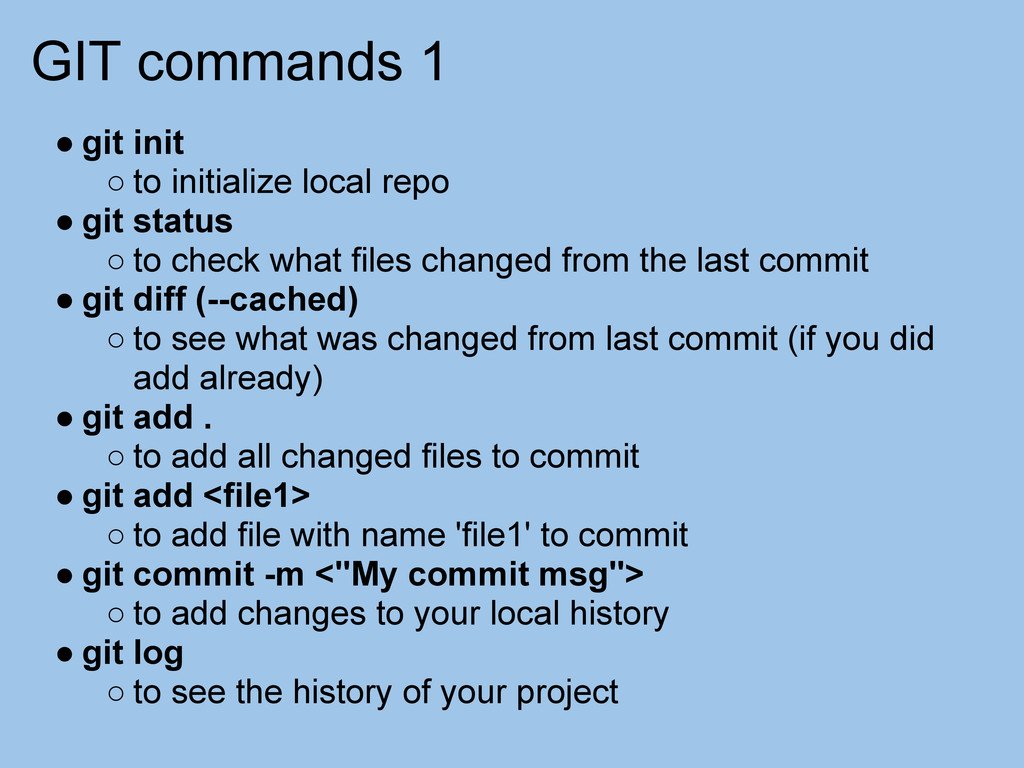 GIT commands 1
● git init
○ to initialize local repo
● git status
○ to check what files changed from the last commit
● git diff (--cached)
○ to see what was changed from last commit (if you did
add already)
● git add .
○ to add all changed files to commit
● git add <file1>
○ to add file with name 'file1' to commit
● git commit -m <"My commit msg">
○ to add changes to your local history
● git log
○ to see the history of your project